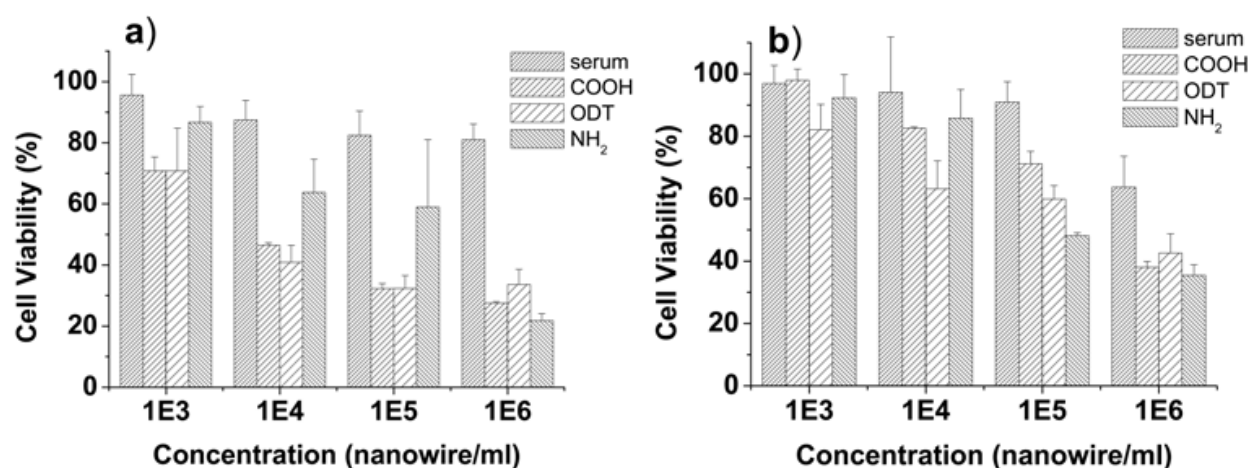 a)
serum
COOH
ODT
NH2
100
80
60
40
20
0
Cell Viability (%)
1E3 1E4 1E5 1E6
Concentration (nanowire/ml)
b)
serum
COOH
ODT
NH2
100
80
60
40
20
0
Cell Viability (%)
1E3 1E4 1E5 1E6
Concentration (nanowire/ml)